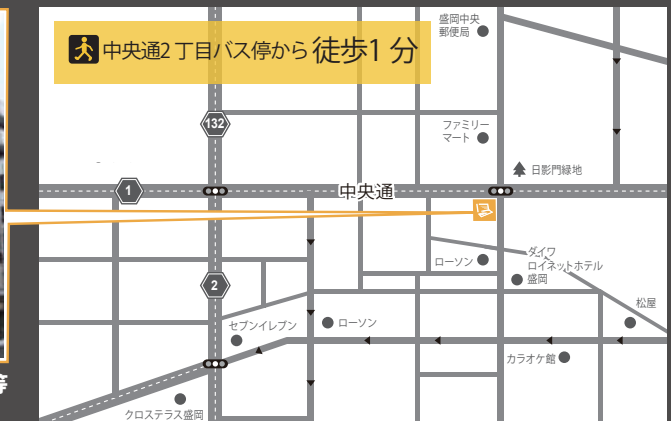 中央通2丁目バス停から徒歩1分
盛岡中央
郵便局
132
ファミリー
マート
日影門緑地
1
中央通
ローソン
ダイワ
ロイネットホテル
盛岡
2
松屋
セブンイレブン
ローソン
カラオケ館
クロステラス盛岡
等